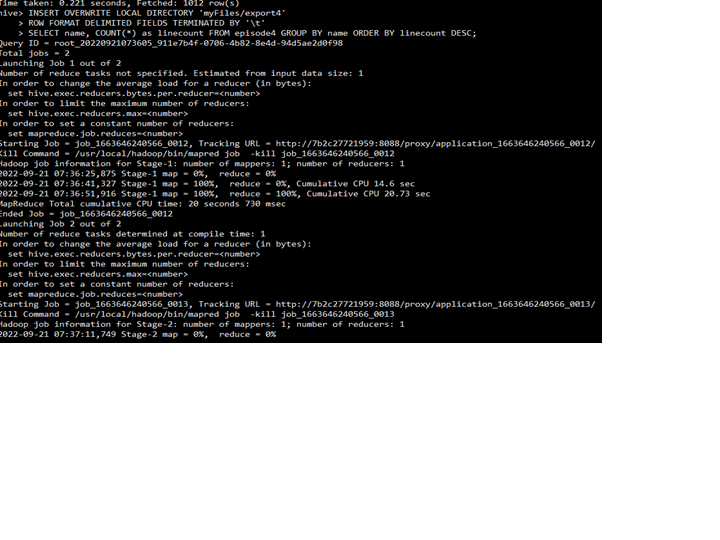 Time taken: 0.221 seconds, Fetched: 1012 row(s)
hive> INSERT OVERWRITE LOCAL DIRECTORY 'myFiles/export4'
    > ROW FORMAT DELIMITED FIELDS TERMINATED BY '\t'
    > SELECT name, COUNT(*) as linecount FROM episode4 GROUP BY name ORDER BY linecount DESC;
Query ID = root_20220921073605_911e7b4f-0706-4b82-8e4d-94d5ae2d0f98
Total jobs = 2
Launching Job 1 out of 2
Number of reduce tasks not specified. Estimated from input data size: 1
In order to change the average load for a reducer (in bytes):
  set hive.exec.reducers.bytes.per.reducer=<number>
In order to limit the maximum number of reducers:
  set hive.exec.reducers.max=<number>
In order to set a constant number of reducers:
  set mapreduce.job.reduces=<number>
Starting Job = job_1663646240566_0012, Tracking URL = http://7b2c27721959:8088/proxy/application_1663646240566_0012/
Kill Command = /usr/local/hadoop/bin/mapred job  -kill job_1663646240566_0012
Hadoop job information for Stage-1: number of mappers: 1; number of reducers: 1
2022-09-21 07:36:25,875 Stage-1 map = 0%,  reduce = 0%
2022-09-21 07:36:41,327 Stage-1 map = 100%,  reduce = 0%, Cumulative CPU 14.6 sec
2022-09-21 07:36:51,916 Stage-1 map = 100%,  reduce = 100%, Cumulative CPU 20.73 sec
MapReduce Total cumulative CPU time: 20 seconds 730 msec
Ended Job = job_1663646240566_0012
Launching Job 2 out of 2
Number of reduce tasks determined at compile time: 1
In order to change the average load for a reducer (in bytes):
  set hive.exec.reducers.bytes.per.reducer=<number>
In order to limit the maximum number of reducers:
  set hive.exec.reducers.max=<number>
In order to set a constant number of reducers:
  set mapreduce.job.reduces=<number>
Starting Job = job_1663646240566_0013, Tracking URL = http://7b2c27721959:8088/proxy/application_1663646240566_0013/
Kill Command = /usr/local/hadoop/bin/mapred job  -kill job_1663646240566_0013
Hadoop job information for Stage-2: number of mappers: 1; number of reducers: 1
2022-09-21 07:37:11,749 Stage-2 map = 0%,  reduce = 0%